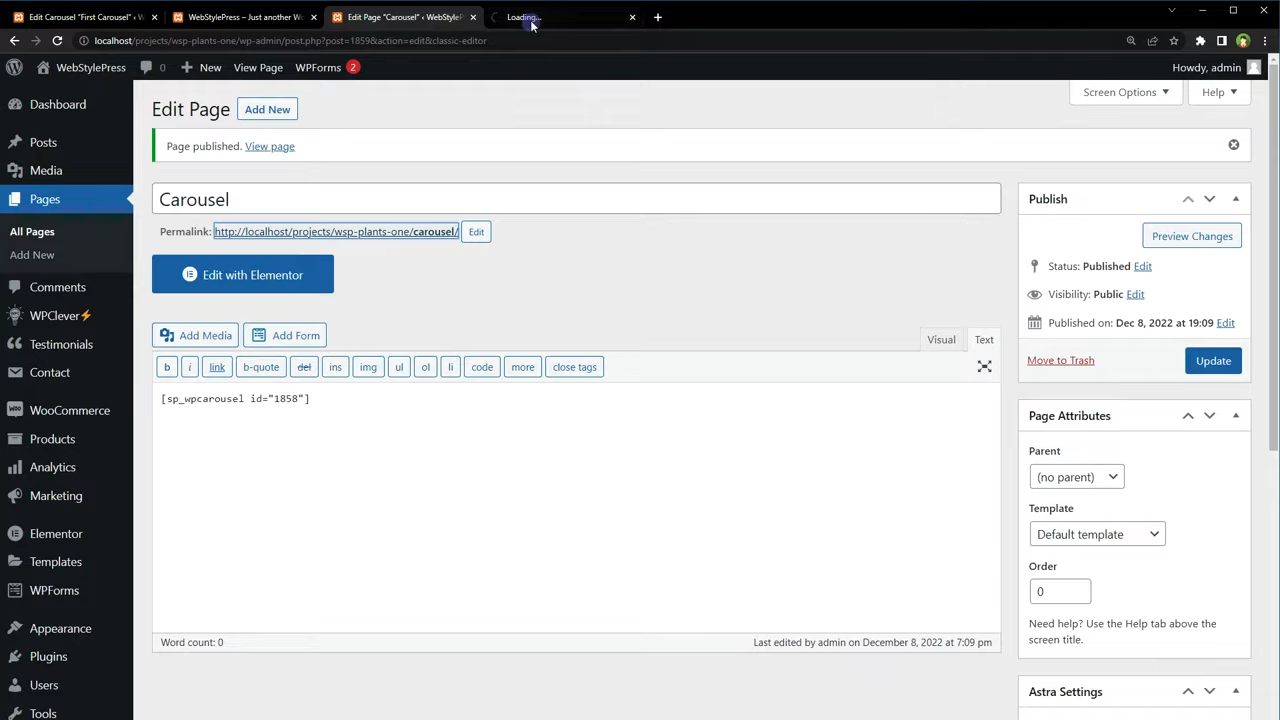 Edit Carousel "First Carousel" ‹ W
WebStylePress – Just another Wo
Edit Page "Carousel" ‹ WebStyleP
Loading...
localhost/projects/wsp-plants-one/wp-admin/post.php?post=1859&action=edit&classic-editor
WebStylePress
0
New
View Page
WPForms
2
Howdy, admin
Dashboard
Posts
Media
Pages
All Pages
Add New
Comments
WPClever⚡
Testimonials
Contact
WooCommerce
Products
Analytics
Marketing
Elementor
Templates
WPForms
Appearance
Plugins
Users
Tools
Screen Options
Help
Edit Page
Add New
Page published. View page
Carousel
Permalink: http://localhost/projects/wsp-plants-one/carousel/
Edit
Edit with Elementor
Add Media
Add Form
Visual
Text
b
i
link
b-quote
del
ins
img
ul
ol
li
code
more
close tags
[sp_wpcarousel id="1858"]
Word count: 0
Last edited by admin on December 8, 2022 at 7:09 pm
Publish
Preview Changes
Status: Published Edit
Visibility: Public Edit
Published on: Dec 8, 2022 at 19:09 Edit
Move to Trash
Update
Page Attributes
Parent
(no parent)
Template
Default template
Order
0
Need help? Use the Help tab above the
screen title.
Astra Settings